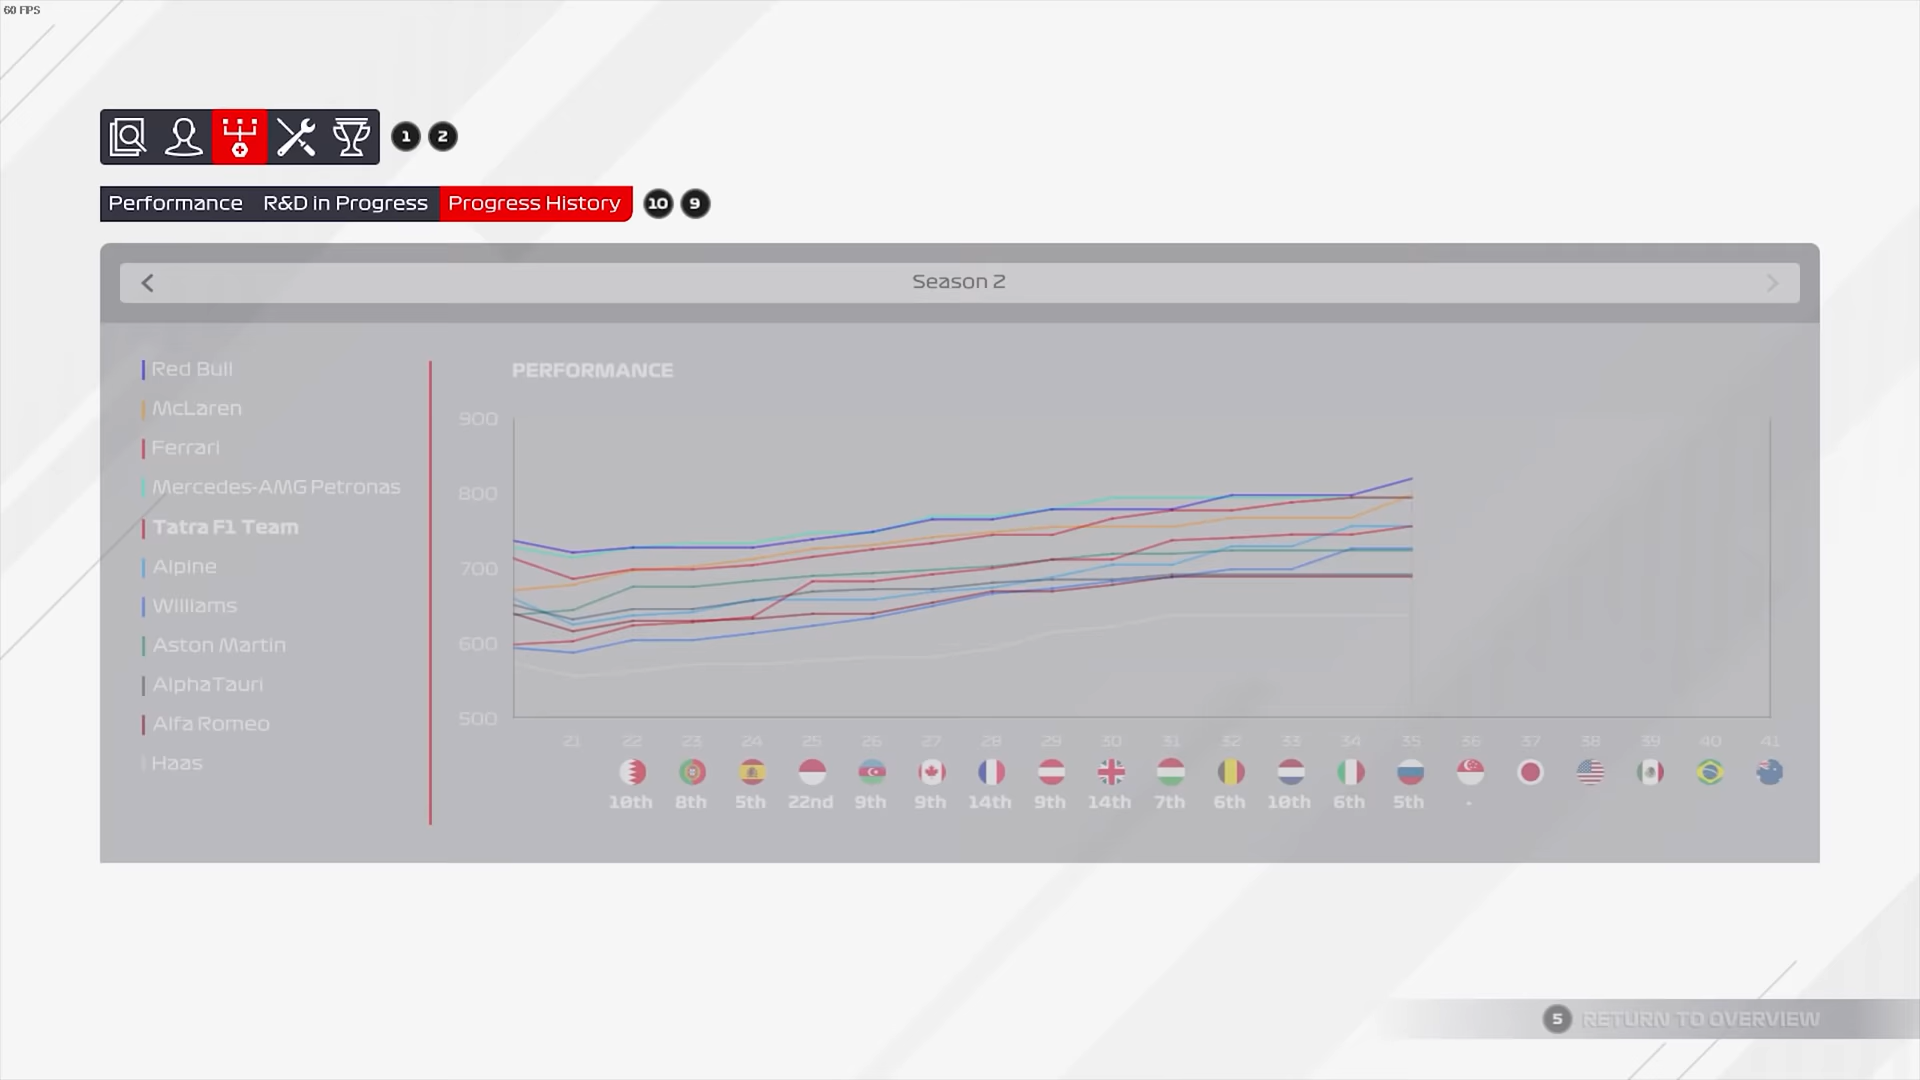 60 FPS
1 2
Performance R&D in Progress Progress History 10 9
Season 2
Red Bull
McLaren
Ferrari
Mercedes-AMG Petronas
Tatra F1 Team
Alpine
Williams
Aston Martin
AlphaTauri
Alfa Romeo
Haas
PERFORMANCE
900
800
700
600
500
21 22 23 24 25 26 27 28 29 30 31 32 33 34 35 36 37 38 39 40 41
10th 8th 5th 22nd 9th 9th 14th 9th 14th 7th 6th 10th 6th 5th -
5 RETURN TO OVERVIEW